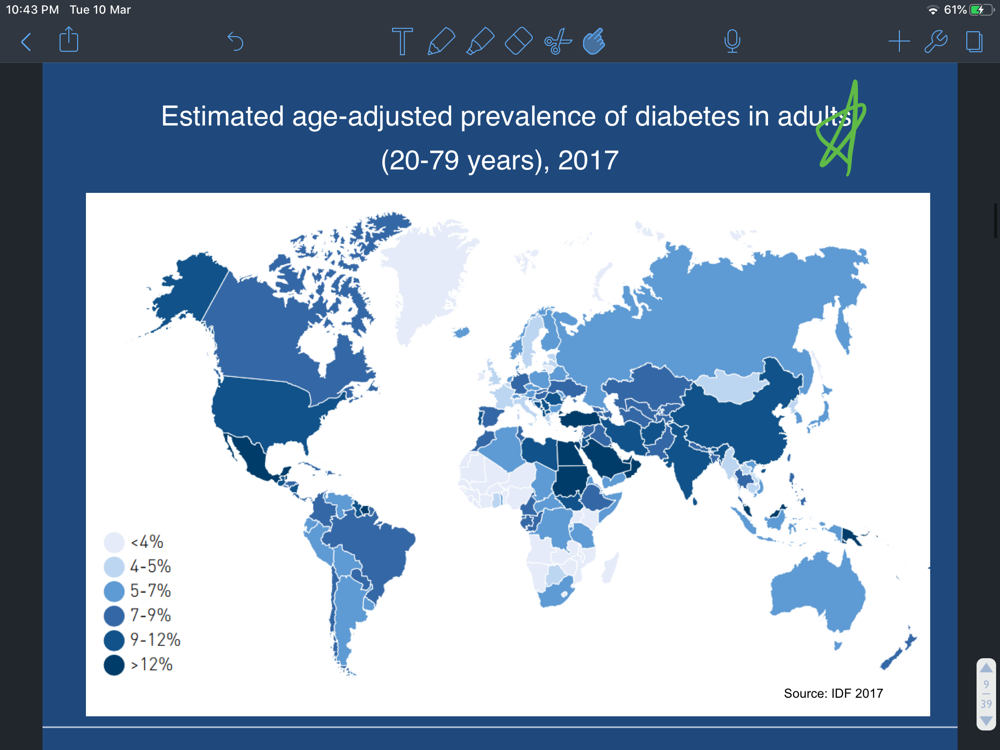 10:43 PM Tue 10 Mar
61%
T
Estimated age-adjusted prevalence of diabetes in adults
(20-79 years), 2017
<4%
4-5%
5-7%
7-9%
9-12%
>12%
Source: IDF 2017
9
39